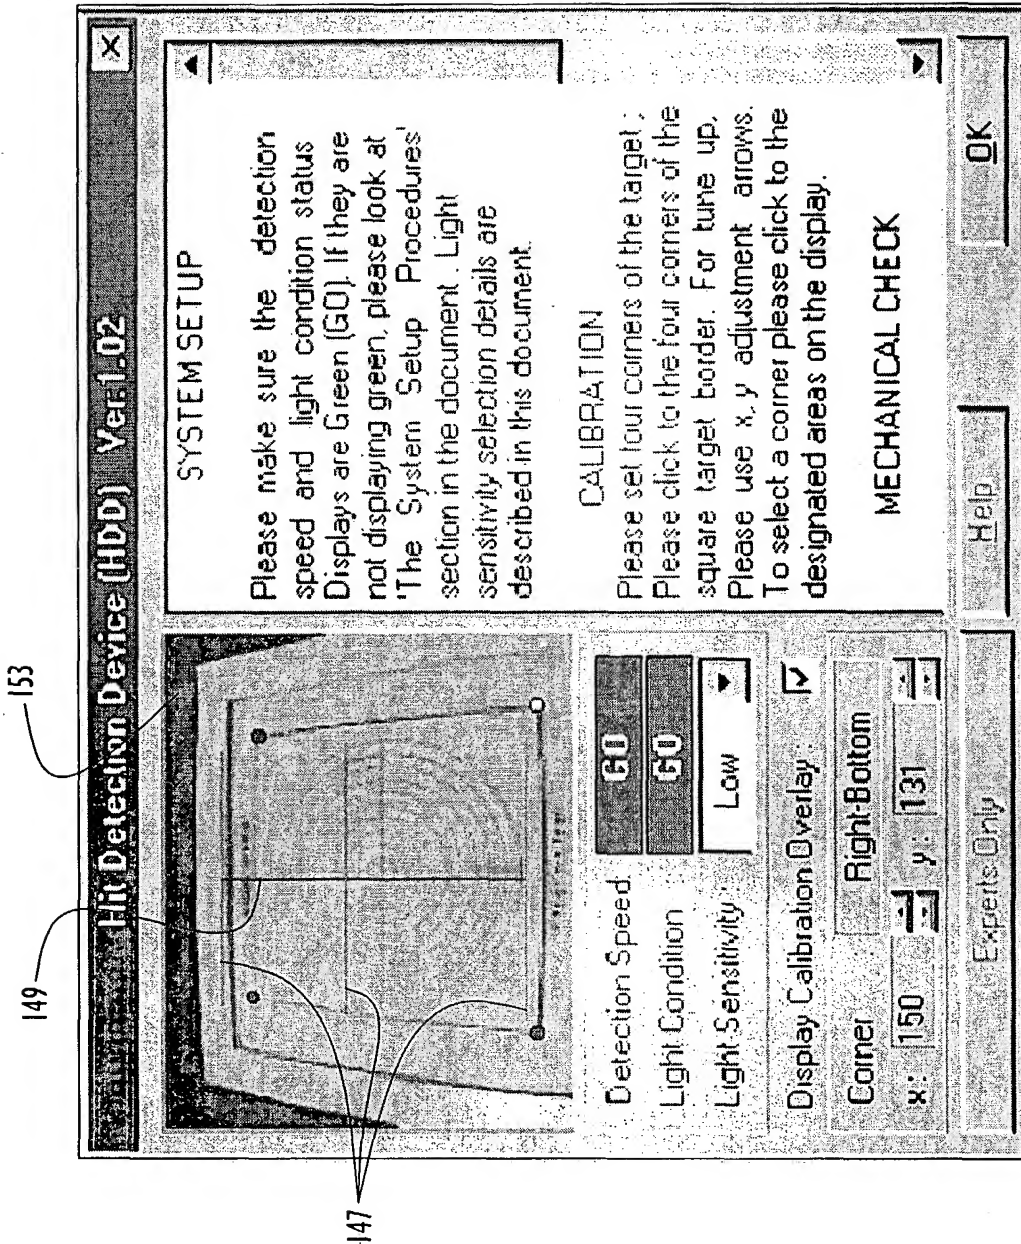 149
153
147
Hit Detection Device (HDD) Ver.1.02
SYSTEM SETUP
Please make sure the detection
speed and light condition status
Displays are Green (GO). If they are
not displaying green, please look at
'The System Setup Procedures'
section in the document. Light
sensitivity selection details are
described in this document.
CALIBRATION
Please set four corners of the target ;
Please click to the four corners of the
square target border. For tune up,
Please use x, y adjustment arrows.
To select a corner please click to the
designated areas on the display.
MECHANICAL CHECK
Detection Speed: GO
Light Condition GO
Light Sensitivity : Low
Display Calibration Overlay :
Corner Right-Bottom
x: 150 y: 131
Experts Only
Help
OK